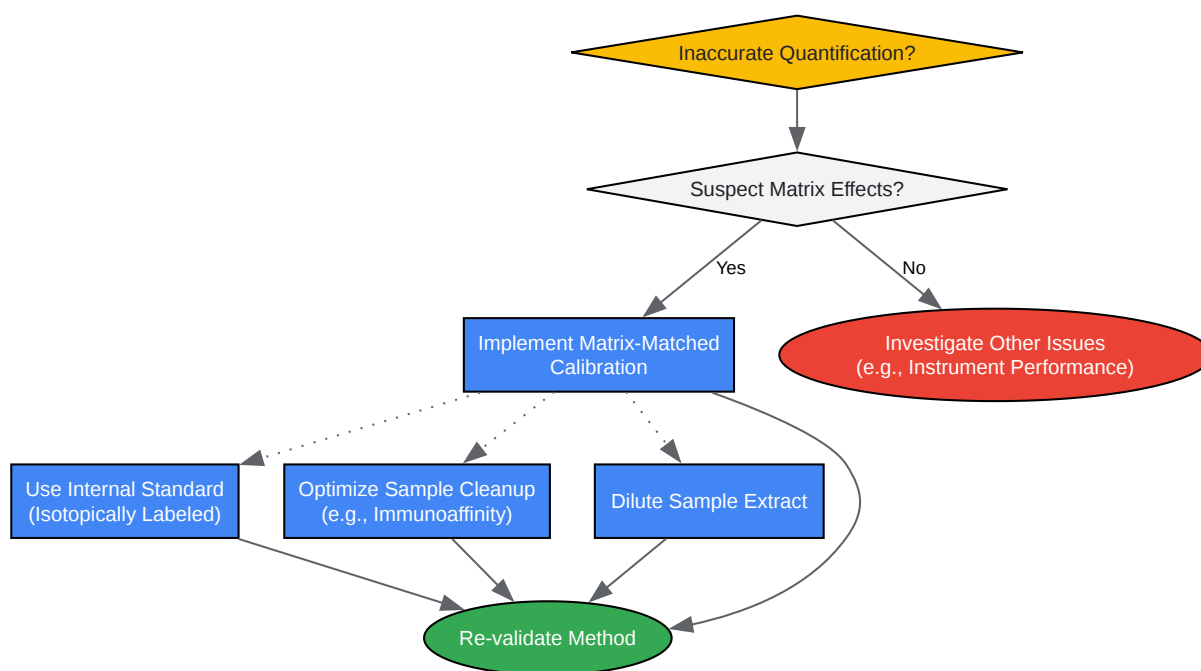 Inaccurate Quantification?
Suspect Matrix Effects?
Yes
No
Implement Matrix-Matched
Calibration
Investigate Other Issues
(e.g., Instrument Performance)
Use Internal Standard
(Isotopically Labeled)
Optimize Sample Cleanup
(e.g., Immunoaffinity)
Dilute Sample Extract
Re-validate Method